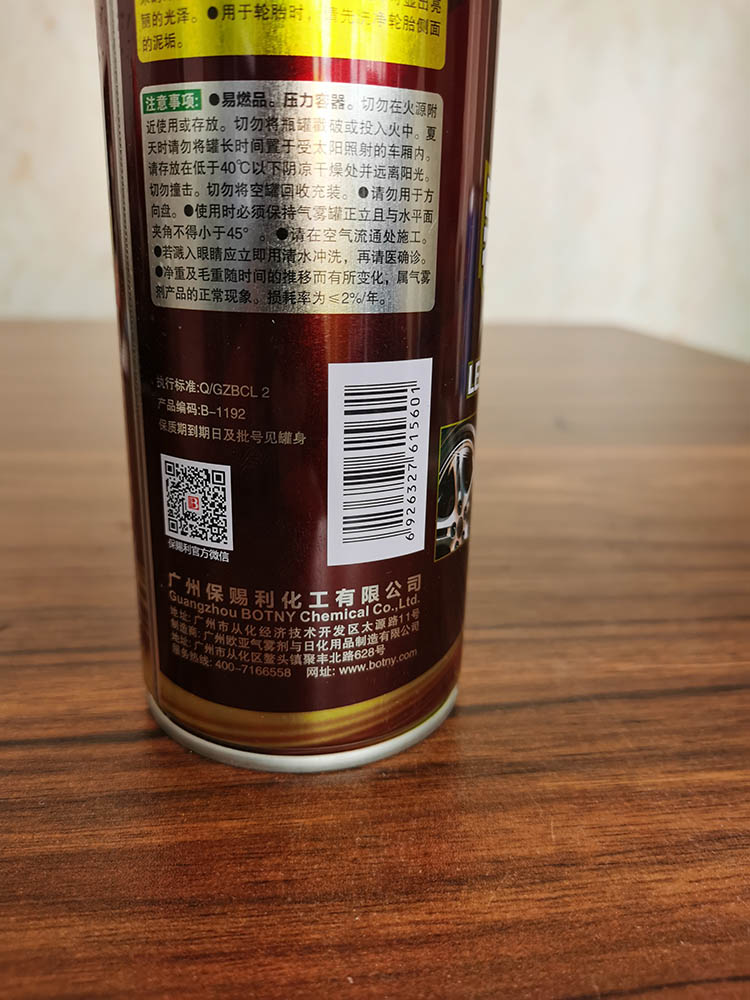 丽的光泽。●用于轮胎时，请先洗净轮胎侧面
的泥垢。
注意事项: ●易燃品。压力容器。切勿在火源附
近使用或存放。切勿将瓶罐戳破或投入火中。夏
天时请勿将罐长时间置于受太阳照射的车厢内。
请存放在低于40℃以下阴凉干燥处并远离阳光。
切勿撞击。切勿将空罐回收充装。●请勿用于方
向盘。●使用时必须保持气雾罐正立且与水平面
夹角不得小于45°。●请在空气流通处施工。
●若溅入眼睛应立即用清水冲洗，再请医确诊。
●净重及毛重随时间的推移而有所变化，属气雾
剂产品的正常现象。损耗率为≤2%/年。
执行标准:Q/GZBCL 2
产品编码:B-1192
保质期到期日及批号见罐身
6 926327 615601
保赐利官方微信
LE
广州保赐利化工有限公司
Guangzhou BOTNY Chemical Co.,Ltd.
地址: 广州市从化经济技术开发区太源路11号
制造商: 广州欧亚气雾剂与日化用品制造有限公司
地址: 广州市从化区鳌头镇聚丰北路628号
服务热线: 400-7166558 网址: www.botny.com